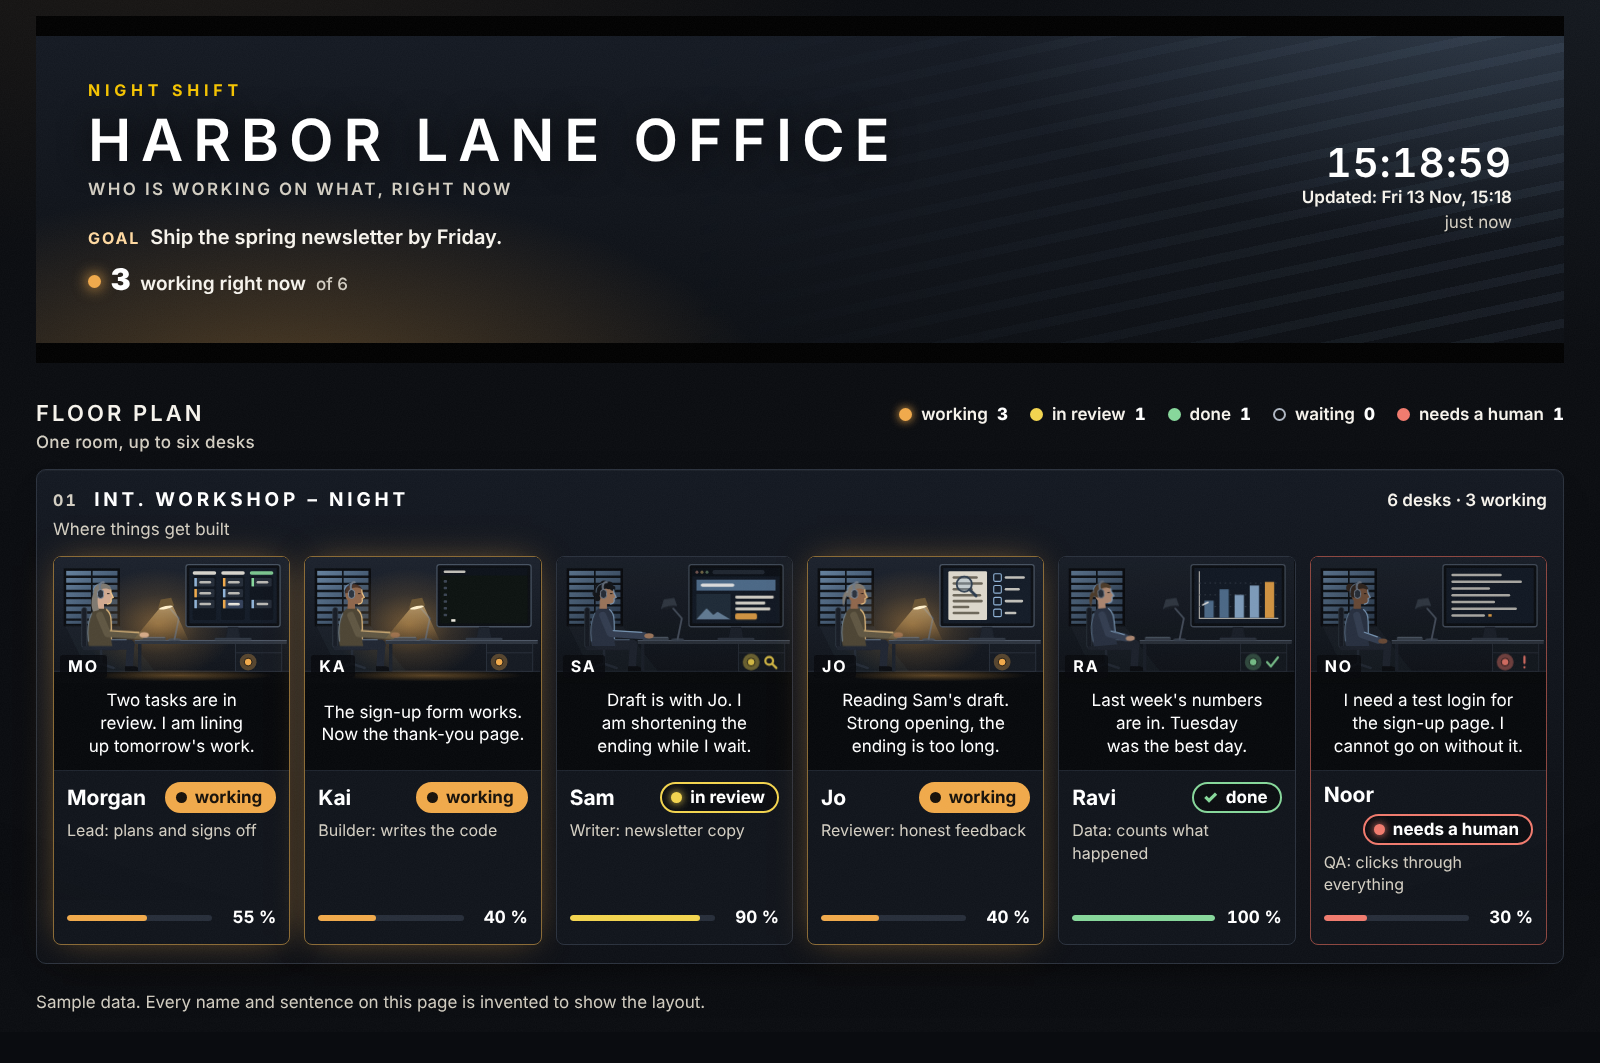 NIGHT SHIFT
HARBOR LANE OFFICE
WHO IS WORKING ON WHAT, RIGHT NOW
GOAL Ship the spring newsletter by Friday.
3 working right now of 6
15:18:59
Updated: Fri 13 Nov, 15:18
just now
FLOOR PLAN
One room, up to six desks
working 3 in review 1 done 1 waiting 0 needs a human 1
01 INT. WORKSHOP – NIGHT
Where things get built
6 desks · 3 working
MO
Two tasks are in
review. I am lining
up tomorrow's work.
Morgan working
Lead: plans and signs off
55 %
KA
The sign-up form works.
Now the thank-you page.
Kai working
Builder: writes the code
40 %
SA
Draft is with Jo. I
am shortening the
ending while I wait.
Sam in review
Writer: newsletter copy
90 %
JO
Reading Sam's draft.
Strong opening, the
ending is too long.
Jo working
Reviewer: honest feedback
40 %
RA
Last week's numbers
are in. Tuesday
was the best day.
Ravi done
Data: counts what
happened
100 %
NO
I need a test login for
the sign-up page. I
cannot go on without it.
Noor
needs a human
QA: clicks through
everything
30 %
Sample data. Every name and sentence on this page is invented to show the layout.